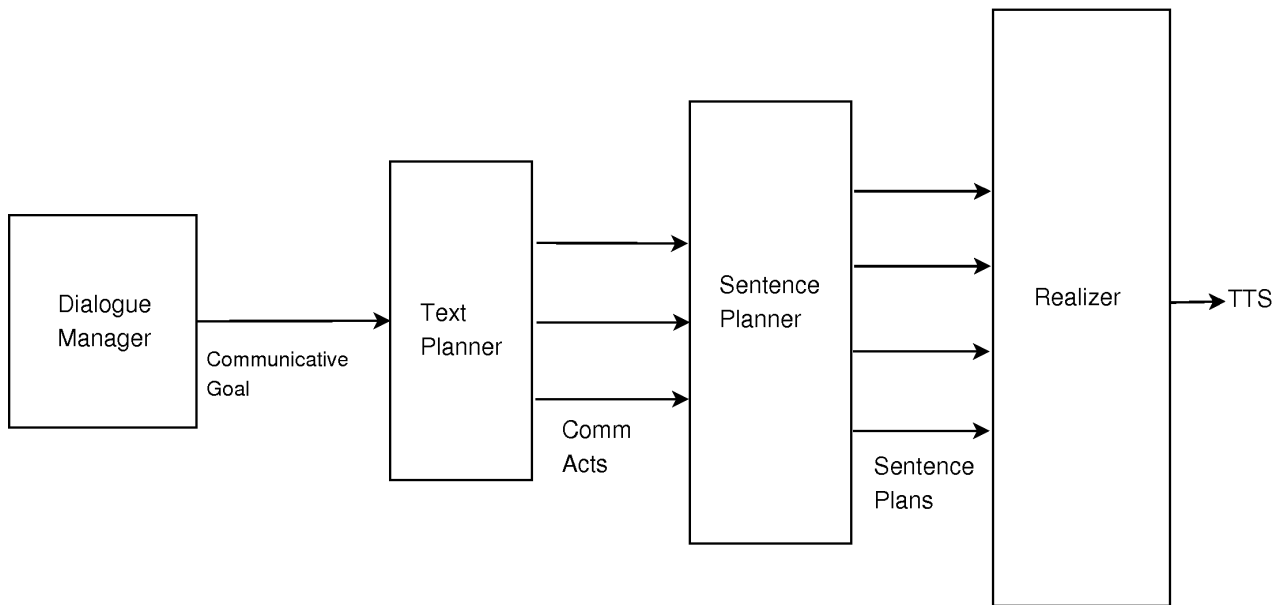 Dialogue
Manager
Communicative
Goal
Text
Planner
Comm
Acts
Sentence
Planner
Sentence
Plans
Realizer
TTS